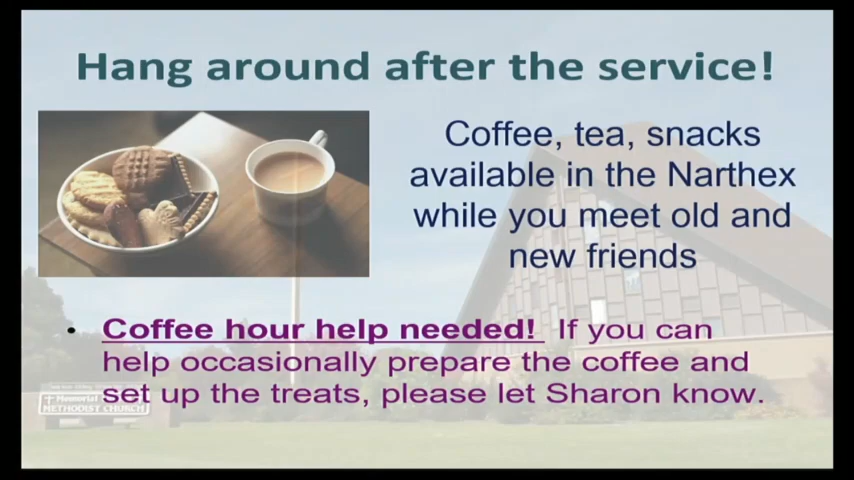 Hang around after the service!
Coffee, tea, snacks
available in the Narthex
while you meet old and
new friends
• Coffee hour help needed! If you can
help occasionally prepare the coffee and
set up the treats, please let Sharon know.
Memorial
METHODIST CHURCH